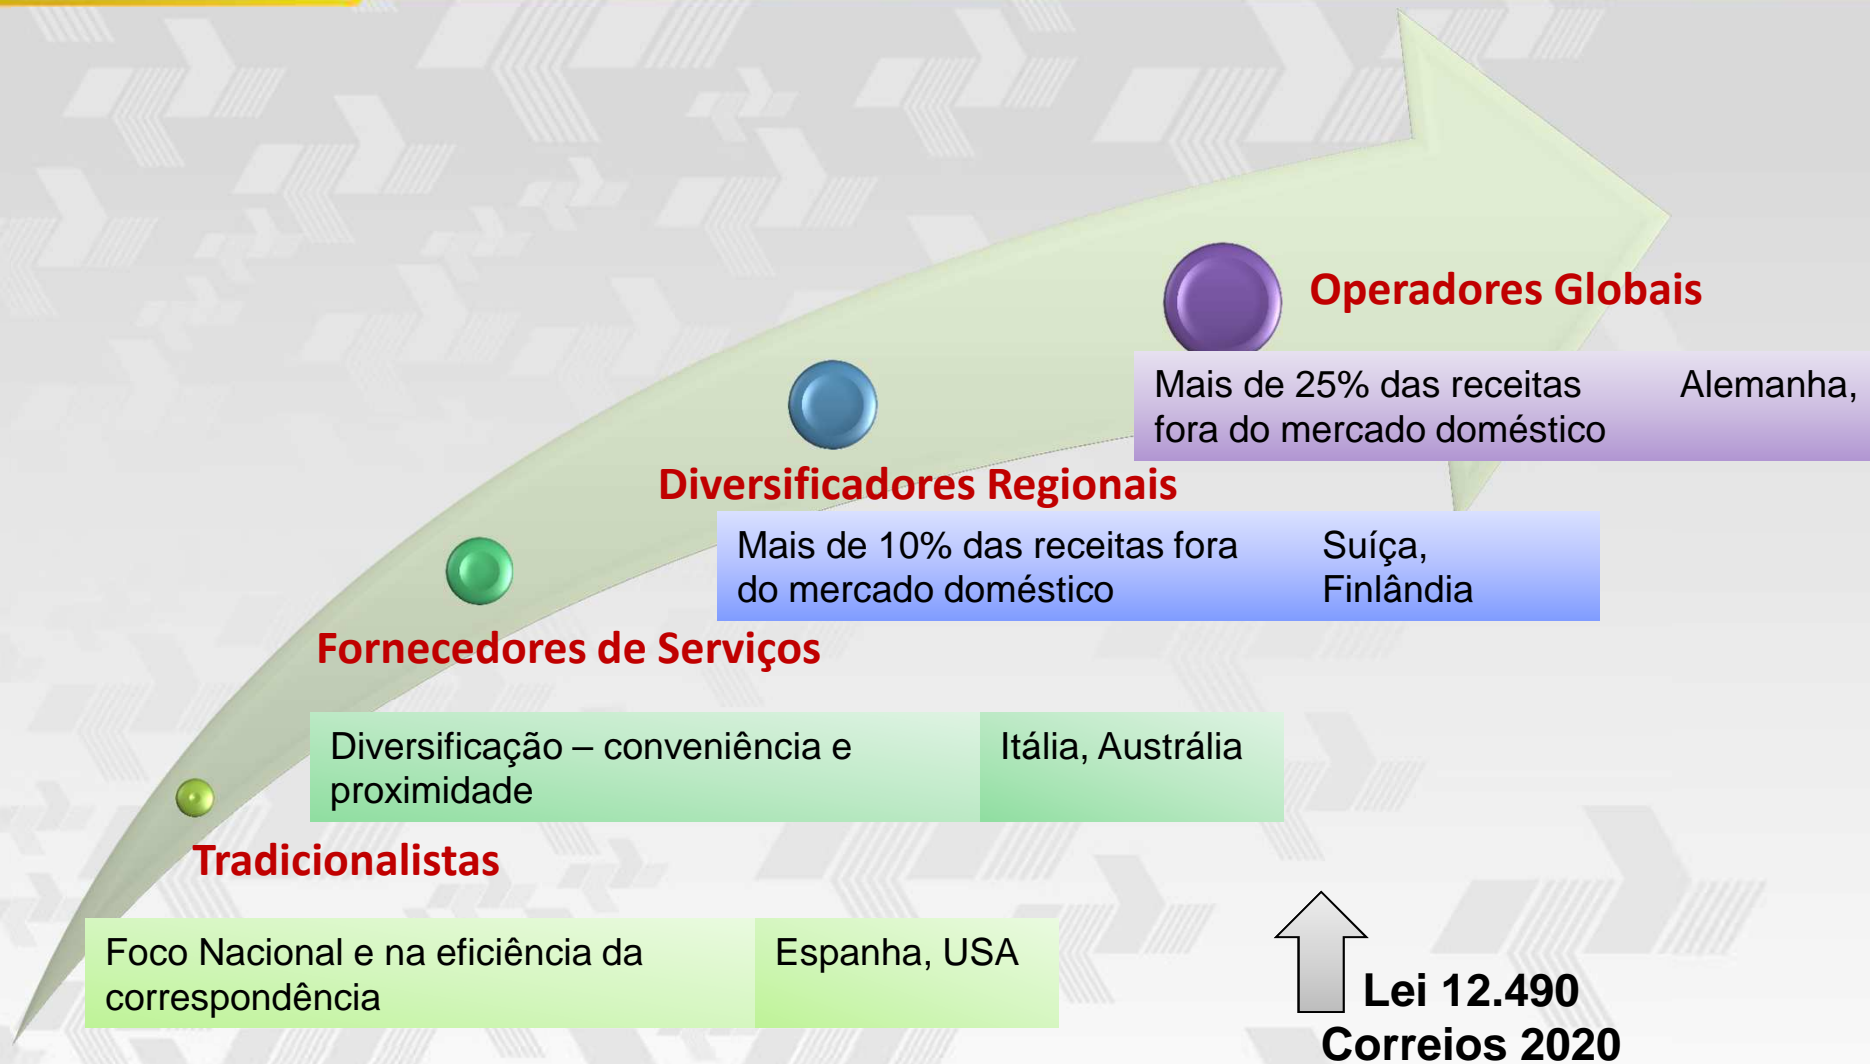 Operadores Globais
Mais de 25% das receitas
fora do mercado doméstico
Alemanha,
Diversificadores Regionais
Mais de 10% das receitas fora
do mercado doméstico
Suíça,
Finlândia
Fornecedores de Serviços
Diversificação – conveniência e
proximidade
Itália, Austrália
Tradicionalistas
Foco Nacional e na eficiência da
correspondência
Espanha, USA
Lei 12.490
Correios 2020